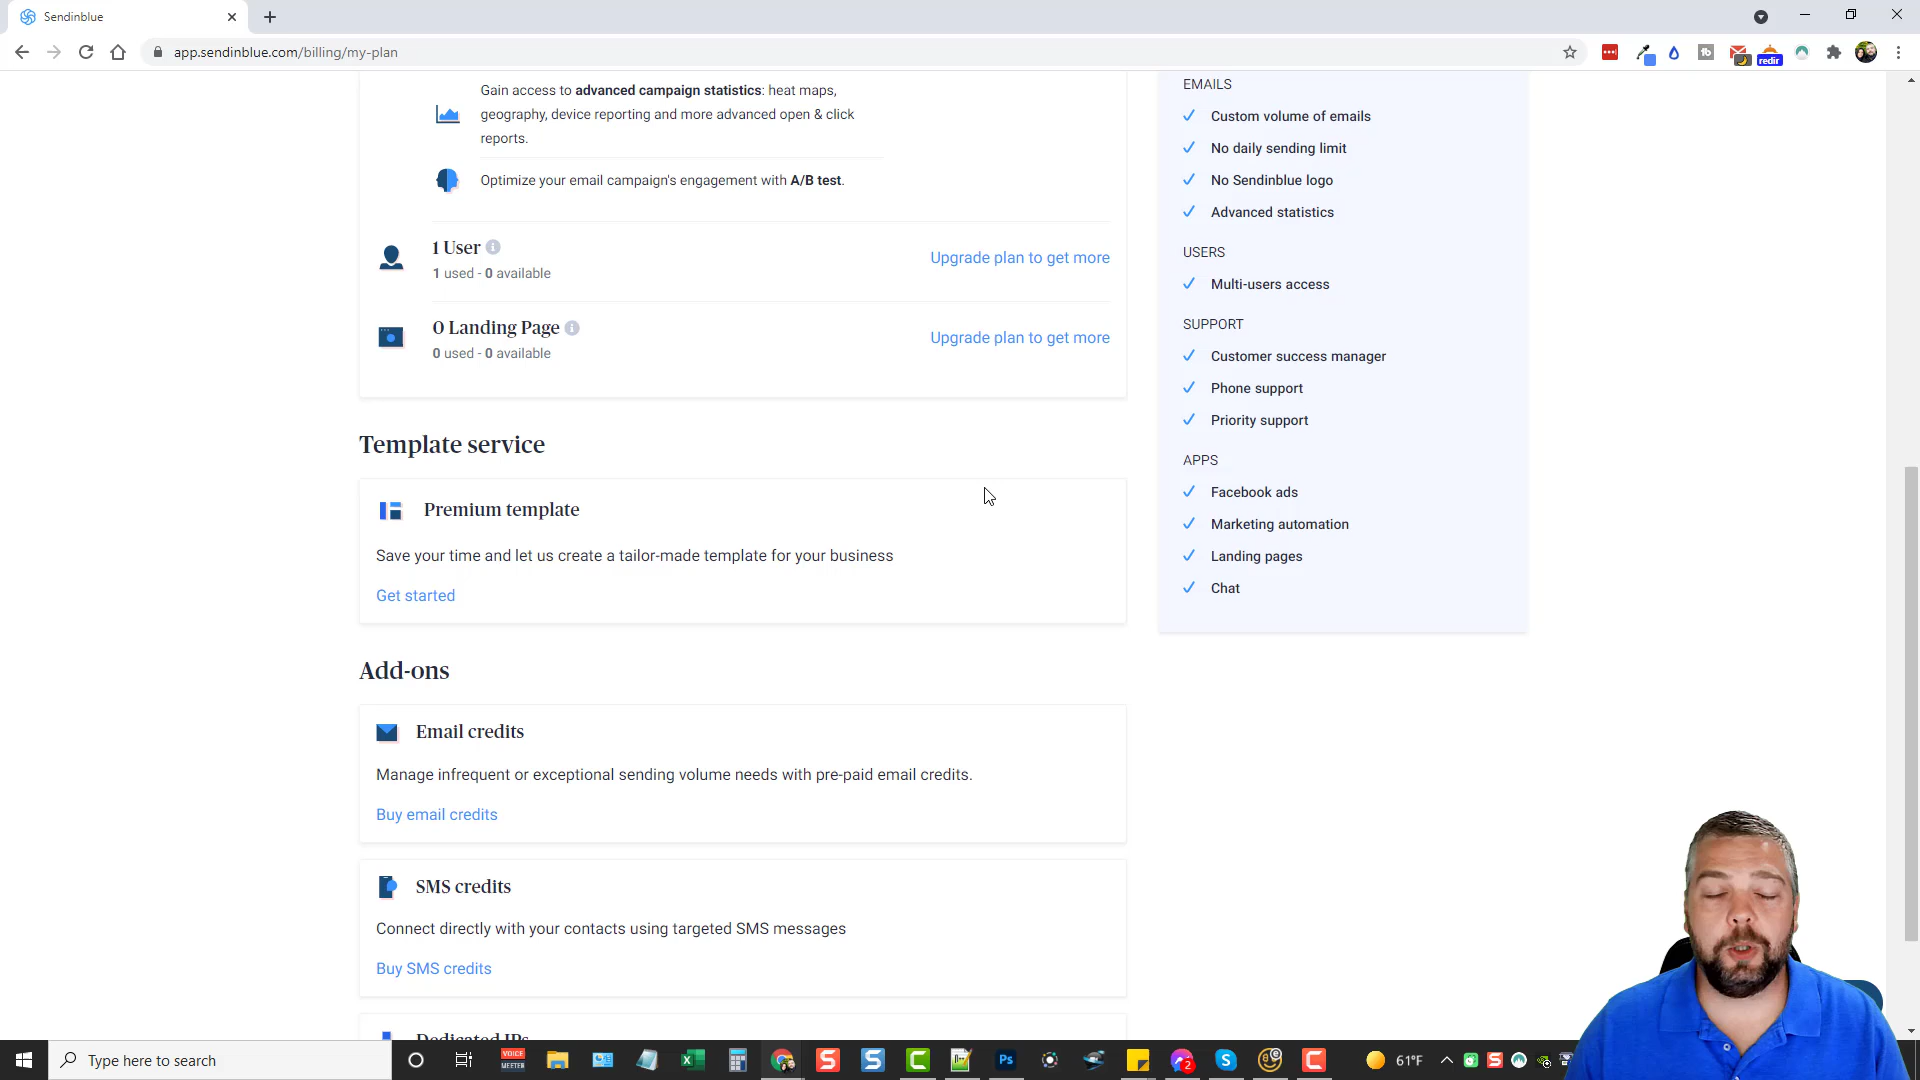 Sendinblue
app.sendinblue.com/billing/my-plan
redir
Gain access to advanced campaign statistics: heat maps,
geography, device reporting and more advanced open & click
reports.
Optimize your email campaign's engagement with A/B test.
1 User
1 used - 0 available
Upgrade plan to get more
0 Landing Page
0 used - 0 available
Upgrade plan to get more
Template service
Premium template
Save your time and let us create a tailor-made template for your business
Get started
Add-ons
Email credits
Manage infrequent or exceptional sending volume needs with pre-paid email credits.
Buy email credits
SMS credits
Connect directly with your contacts using targeted SMS messages
Buy SMS credits
Dedicated IPs
EMAILS
Custom volume of emails
No daily sending limit
No Sendinblue logo
Advanced statistics
USERS
Multi-users access
SUPPORT
Customer success manager
Phone support
Priority support
APPS
Facebook ads
Marketing automation
Landing pages
Chat
Type here to search
VOICE
MEETER
Ps
2
61°F